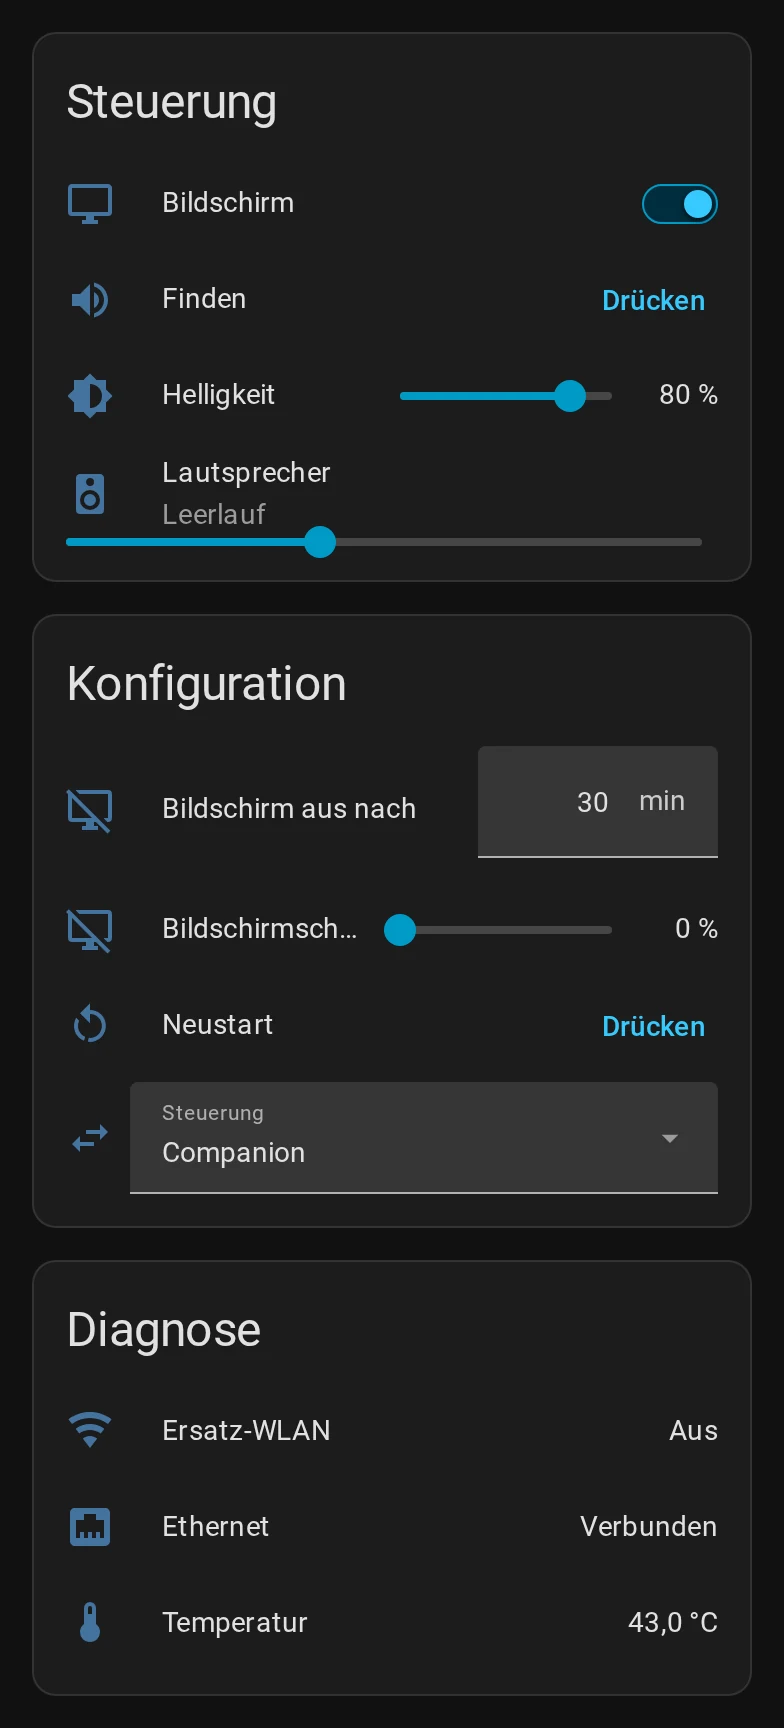 Steuerung
Bildschirm
Finden Drücken
Helligkeit 80 %
Lautsprecher
Leerlauf
Konfiguration
Bildschirm aus nach 30 min
Bildschirmsch... 0 %
Neustart Drücken
Steuerung
Companion
Diagnose
Ersatz-WLAN Aus
Ethernet Verbunden
Temperatur 43,0 °C